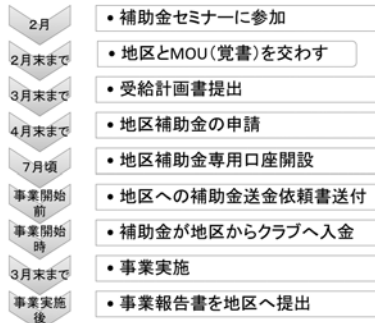 2月
• 補助金セミナーに参加
2月末まで
• 地区とMOU(覚書)を交わす
3月末まで
• 受給計画書提出
4月末まで
• 地区補助金の申請
7月頃
• 地区補助金専用口座開設
事業開始
前
• 地区への補助金送金依頼書送付
事業開始
時
• 補助金が地区からクラブへ入金
3月末まで
• 事業実施
事業実施
後
• 事業報告書を地区へ提出